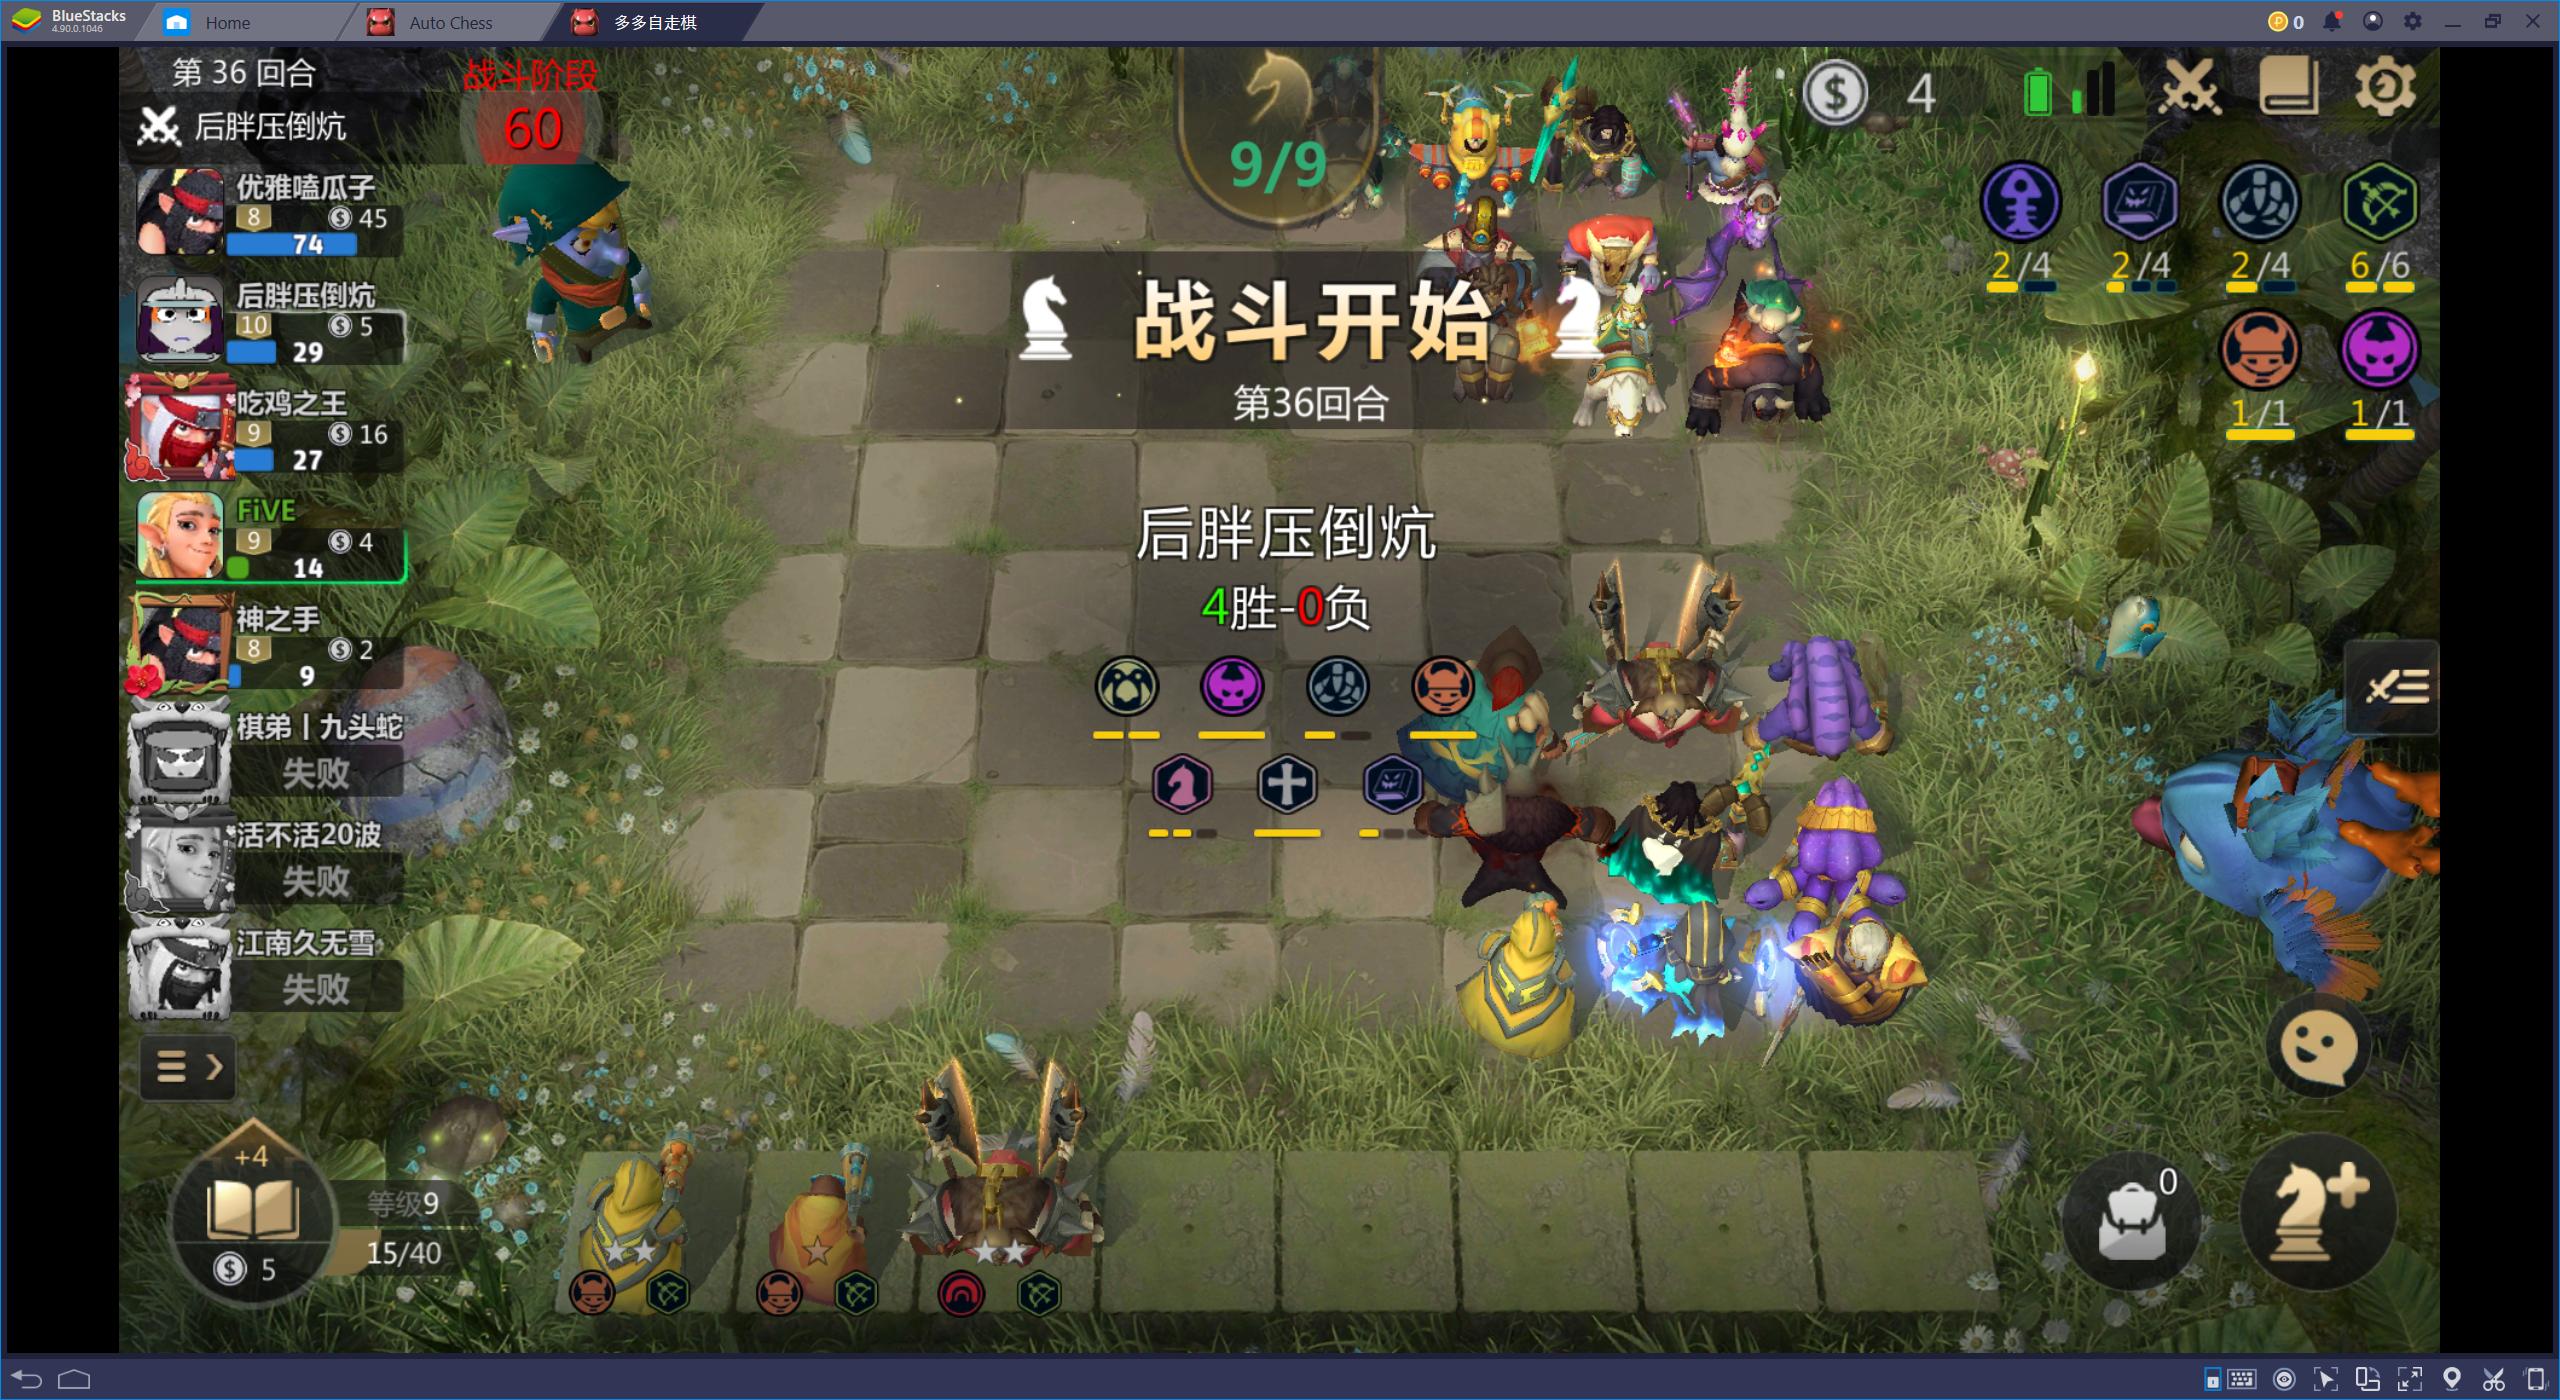 BlueStacks
4.90.0.1046
Home
Auto Chess
多多自走棋
0
第 36 回合
战斗阶段
后胖压倒炕
60
9/9
4
优雅嗑瓜子
8
45
74
后胖压倒炕
10
5
29
吃鸡之王
9
16
27
FiVE
9
4
14
神之手
8
2
9
棋弟丨九头蛇
失败
活不活20波
失败
江南久无雪
失败
2/4
2/4
2/4
6/6
1/1
1/1
战斗开始
第36回合
后胖压倒炕
4胜-0负
+4
5
等级9
15/40
0